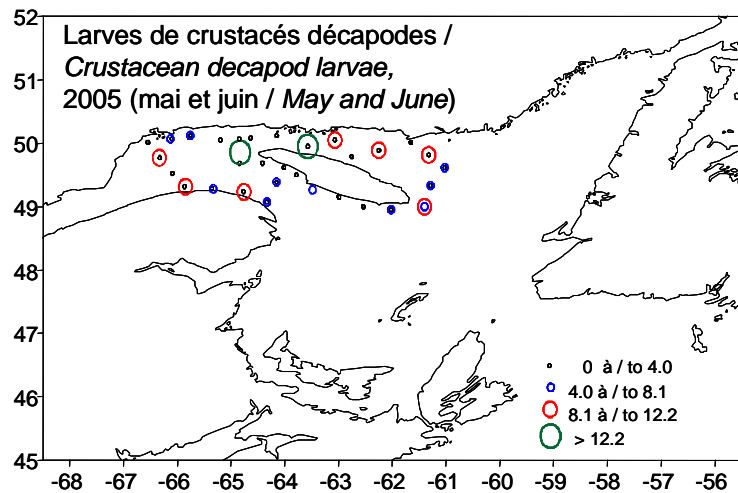 Larves de crustacés décapodes /
Crustacean decapod larvae,
2005 (mai et juin / May and June)
52
51
50
49
48
47
46
45
0 à / to 4.0
4.0 à / to 8.1
8.1 à / to 12.2
> 12.2
-68 -67 -66 -65 -64 -63 -62 -61 -60 -59 -58 -57 -56